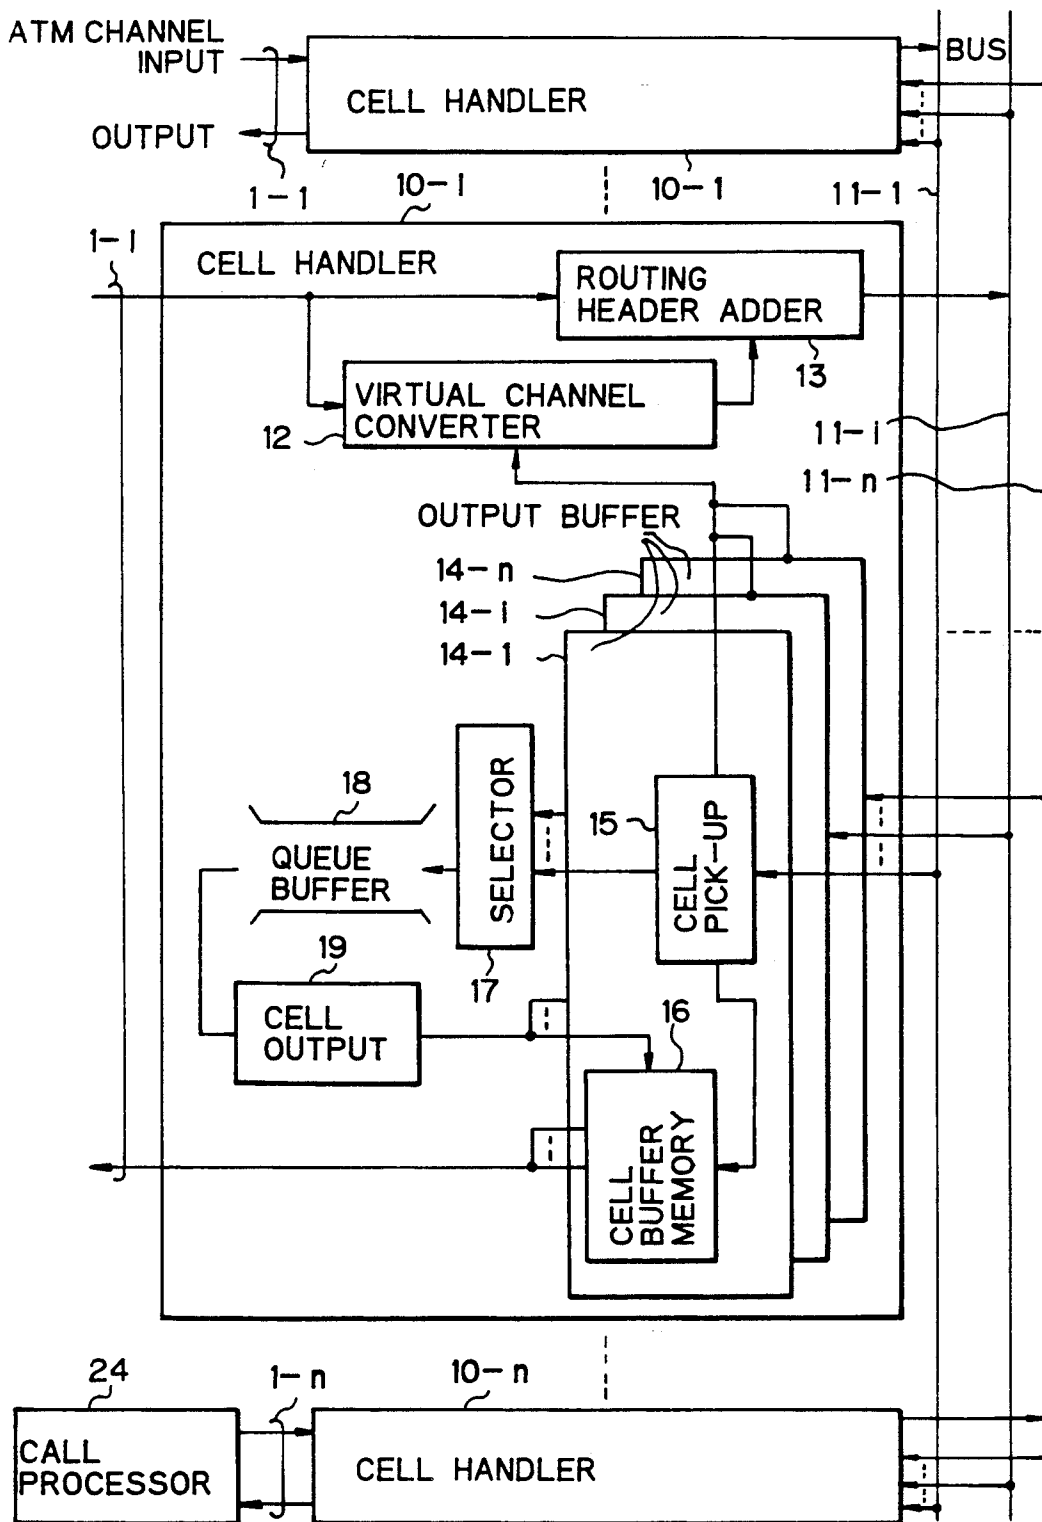 ATM CHANNEL
INPUT
BUS
CELL HANDLER
OUTPUT
1-1
10-i
10-1
11-1
1-i
CELL HANDLER
ROUTING
HEADER ADDER
13
VIRTUAL CHANNEL
CONVERTER
12
11-i
11-n
OUTPUT BUFFER
14-n
14-i
14-1
18
SELECTOR
15
CELL
PICK-UP
QUEUE
BUFFER
17
19
CELL
OUTPUT
16
CELL
BUFFER
MEMORY
24
1-n
10-n
CALL
PROCESSOR
CELL HANDLER